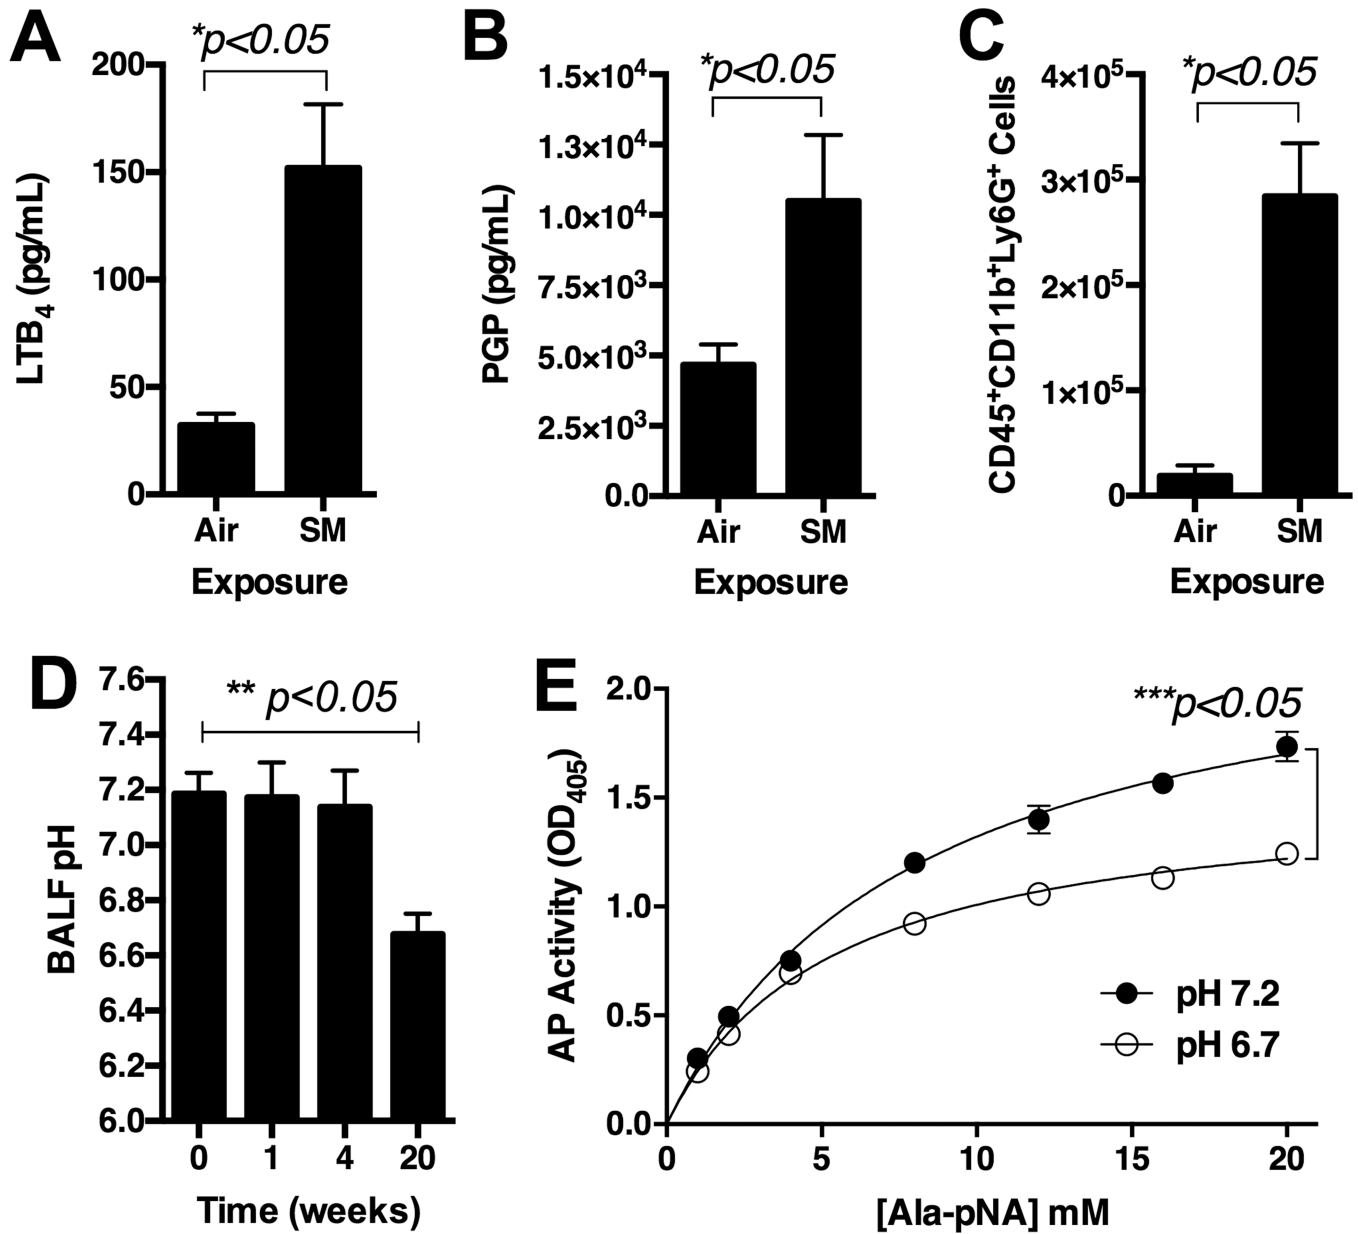 A
*p<0.05
LTB4 (pg/mL)
200
150
100
50
0
Air SM
Exposure
B
*p<0.05
PGP (pg/mL)
1.5×10⁴
1.3×10⁴
1.0×10⁴
7.5×10³
5.0×10³
2.5×10³
0.0
Air SM
Exposure
C
*p<0.05
CD45⁺CD11b⁺Ly6G⁺ Cells
4×10⁵
3×10⁵
2×10⁵
1×10⁵
0
Air SM
Exposure
D
** p<0.05
BALF pH
7.6
7.4
7.2
7.0
6.8
6.6
6.4
6.2
6.0
0 1 4 20
Time (weeks)
E
***p<0.05
AP Activity (OD405)
2.0
1.5
1.0
0.5
0.0
pH 7.2
pH 6.7
0 5 10 15 20
[Ala-pNA] mM